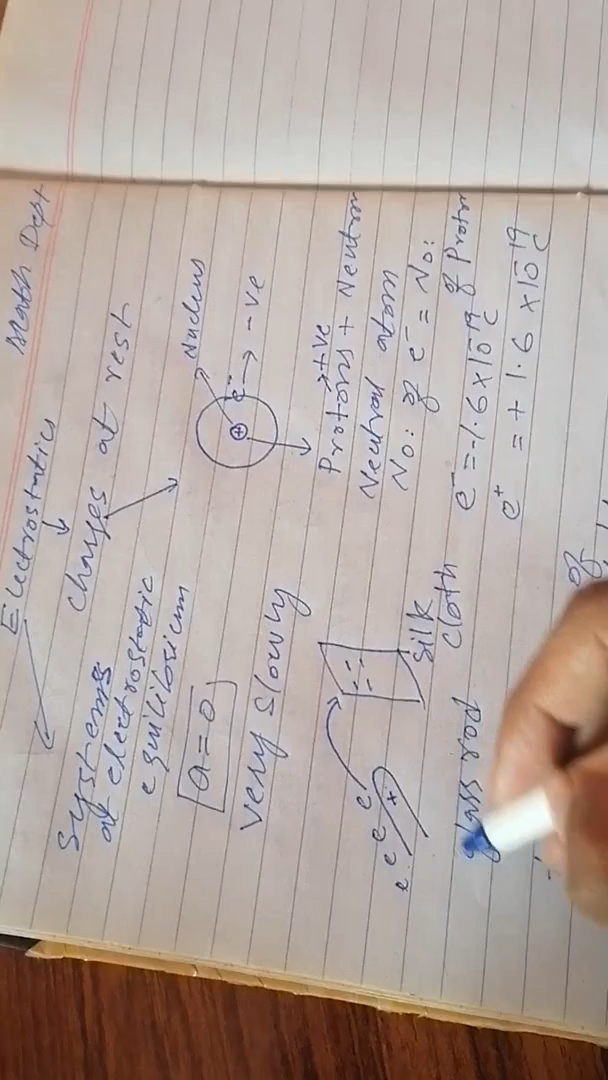 Math Dept
Electrostatics
charges at rest
Systems
at electrostatic
equilibrium
a = 0
very slowly
Nucleus
e⁻ → -ve
+
+ve
Protons + Neutron
Neutral atom
No: of e⁻ = No: of Proton
e⁻ = -1.6 × 10⁻¹⁹ C
e⁺ = +1.6 × 10⁻¹⁹ C
e e e e
+
- -
- -
Silk
cloth
glass rod
of